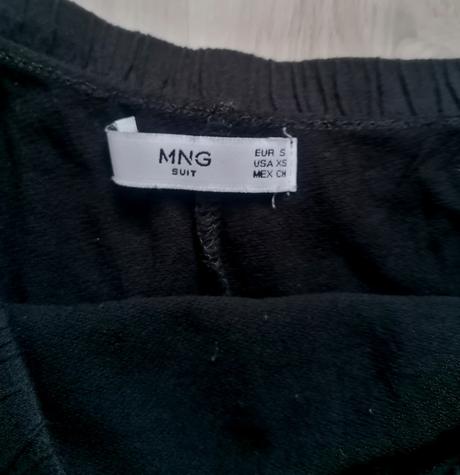 MNG
SUIT
EUR S
USA XS
MEX CH